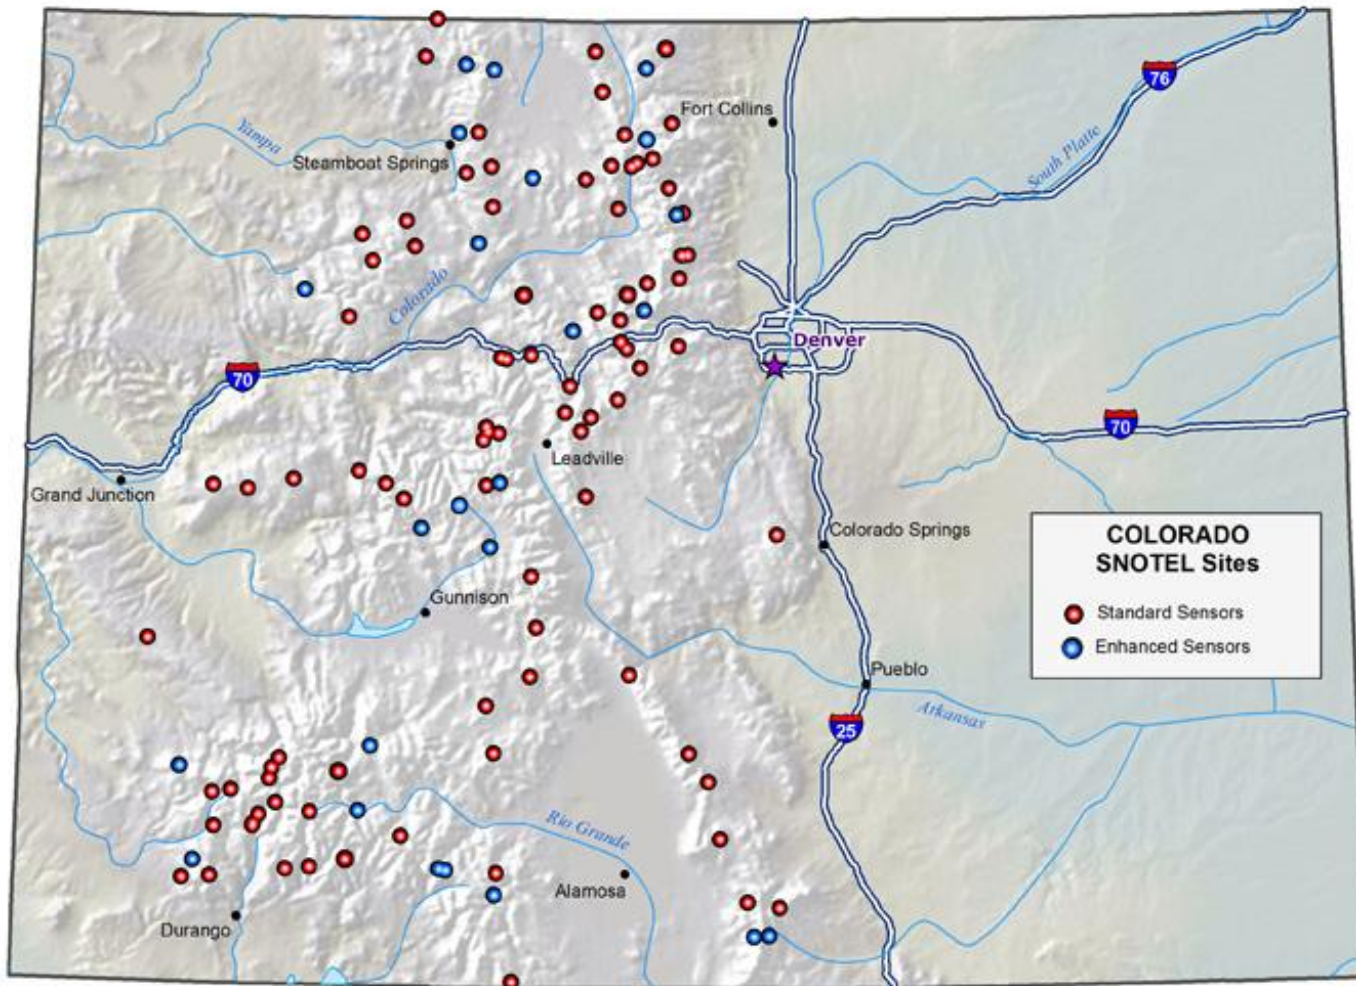 76
Fort Collins
Yampa
South Platte
Steamboat Springs
Colorado
Denver
70
70
Leadville
Grand Junction
Colorado Springs
COLORADO
SNOTEL Sites
Standard Sensors
Enhanced Sensors
Gunnison
Pueblo
Arkansas
25
Rio Grande
Alamosa
Durango